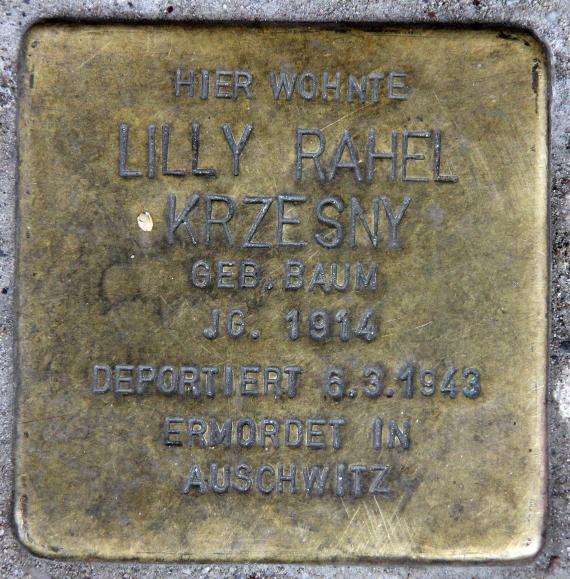 HIER WOHNTE
LILLY RAHEL
KRZESNY
GEB. BAUM
JG. 1914
DEPORTIERT 6.3.1943
ERMORDET IN
AUSCHWITZ